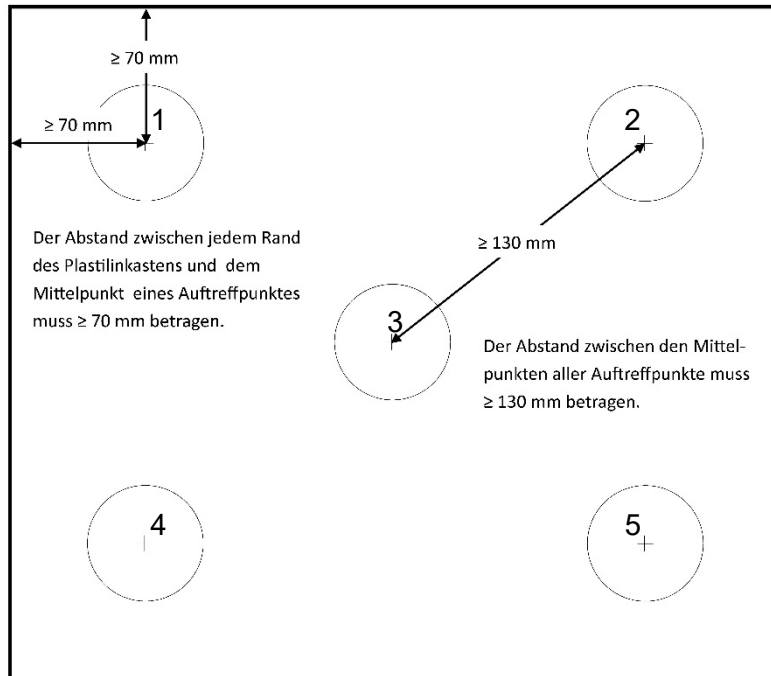 ≥ 70 mm
≥ 70 mm
1
2
Der Abstand zwischen jedem Rand
des Plastilinkastens und dem
Mittelpunkt eines Auftreffpunktes
muss ≥ 70 mm betragen.
≥ 130 mm
3
Der Abstand zwischen den Mittel-
punkten aller Auftreffpunkte muss
≥ 130 mm betragen.
4
5